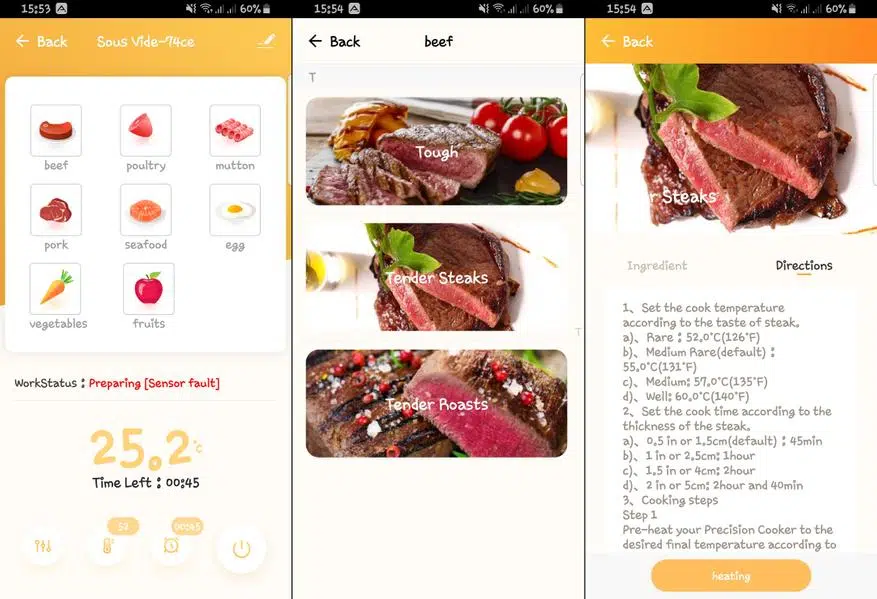 15:53
60%
Back
Sous Vide-74ce
beef
poultry
mutton
pork
seafood
egg
vegetables
fruits
WorkStatus : Preparing [Sensor fault]
25.2°C
Time Left : 00:45
52
00:45
15:54
60%
Back
beef
T
Tough
Tender Steaks
Tender Roasts
T
15:54
60%
Back
r Steaks
Ingredient
Directions
1、Set the cook temperature
according to the taste of steak.
a)、Rare : 52.0°C(126°F)
b)、Medium Rare(default) :
55.0°C(131°F)
c)、Medium: 57.0°C(135°F)
d)、Well: 60.0°C(140°F)
2、Set the cook time according to the
thickness of the steak.
a)、0.5 in or 1.5cm(default) : 45min
b)、1 in or 2.5cm: 1hour
c)、1.5 in or 4cm: 2hour
d)、2 in or 5cm: 2hour and 40min
3、Cooking steps
Step 1
Pre-heat your Precision Cooker to the
desired final temperature according to
heating